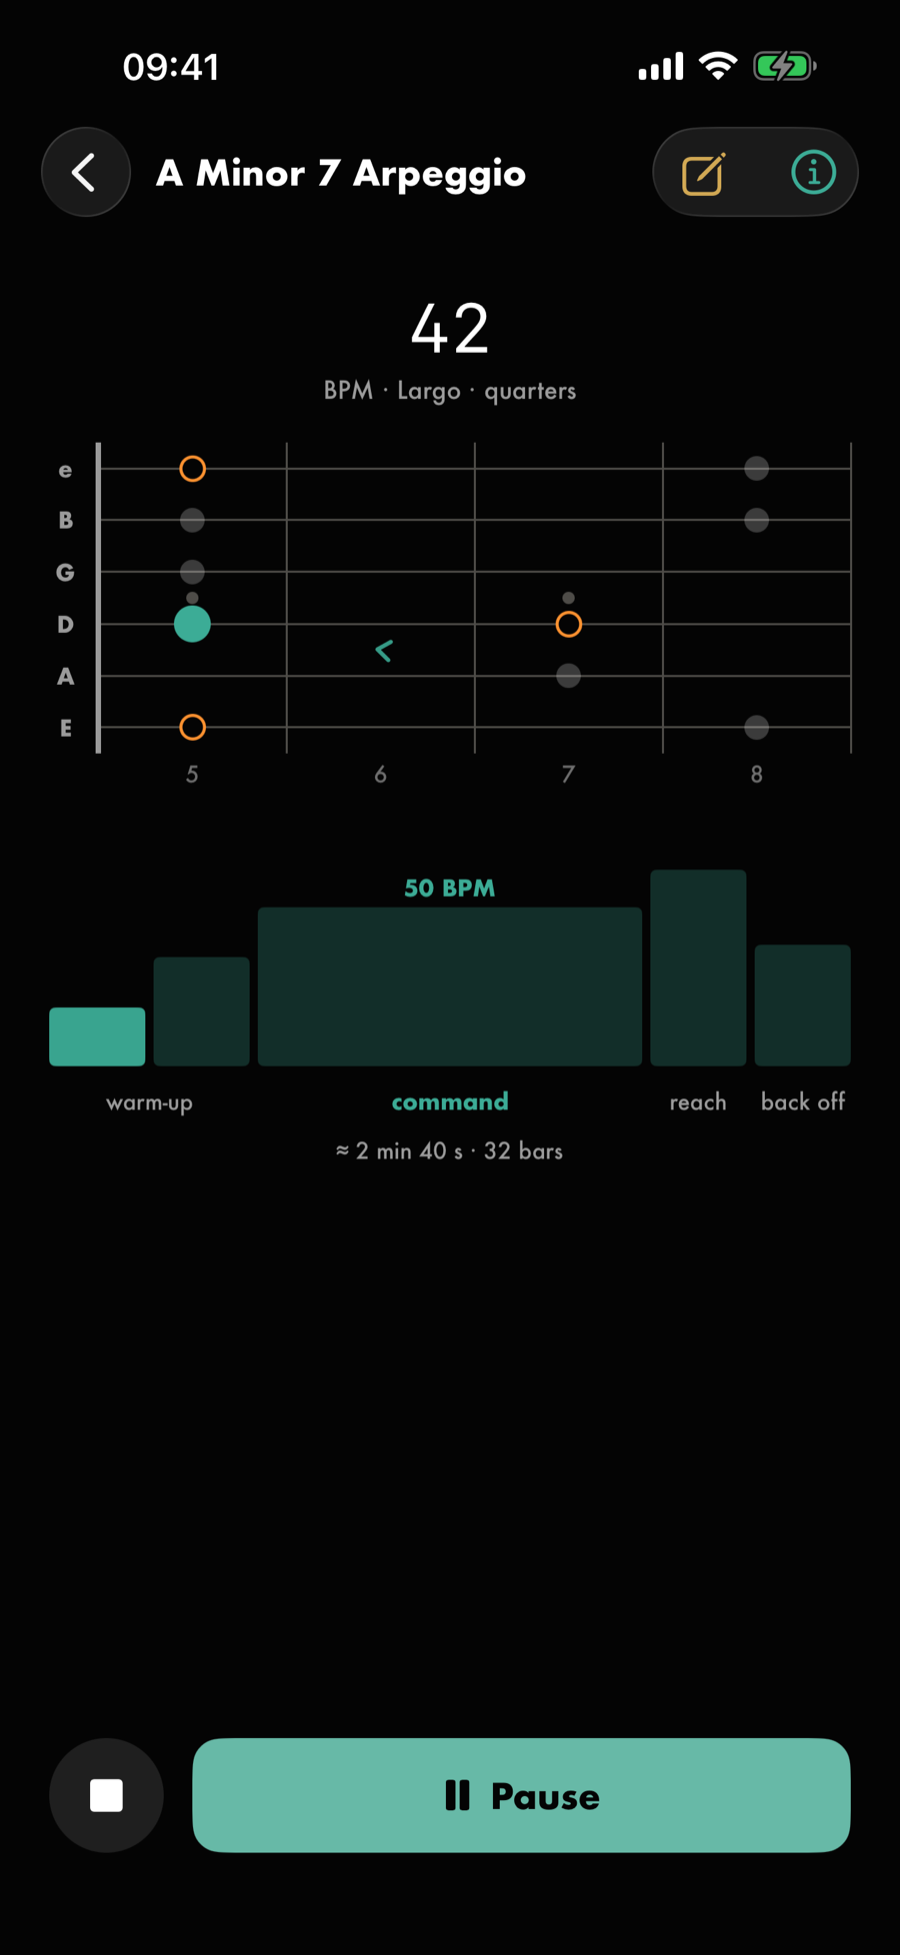 09:41
A Minor 7 Arpeggio
42
BPM · Largo · quarters
e
B
G
D
A
E
5 6 7 8
50 BPM
warm-up command reach back off
≈ 2 min 40 s · 32 bars
Pause